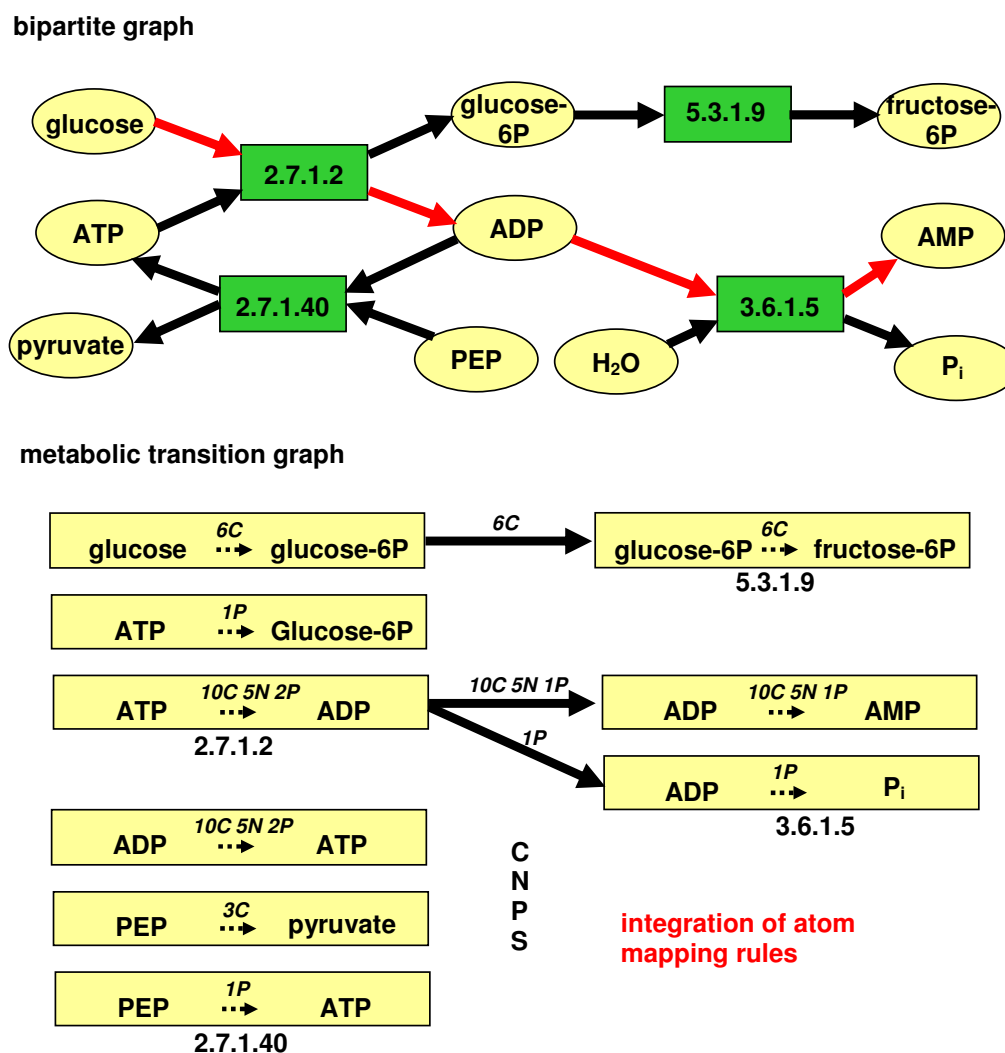 bipartite graph
glucose
glucose-
6P
5.3.1.9
fructose-
6P
2.7.1.2
ATP
ADP
AMP
2.7.1.40
3.6.1.5
pyruvate
PEP
H₂O
Pᵢ
metabolic transition graph
6C
glucose glucose-6P
6C
6C
glucose-6P fructose-6P
5.3.1.9
1P
ATP Glucose-6P
10C 5N 2P
ATP ADP
2.7.1.2
10C 5N 1P
1P
10C 5N 1P
ADP AMP
1P
ADP Pᵢ
3.6.1.5
10C 5N 2P
ADP ATP
3C
PEP pyruvate
1P
PEP ATP
2.7.1.40
C
N
P
S
integration of atom
mapping rules